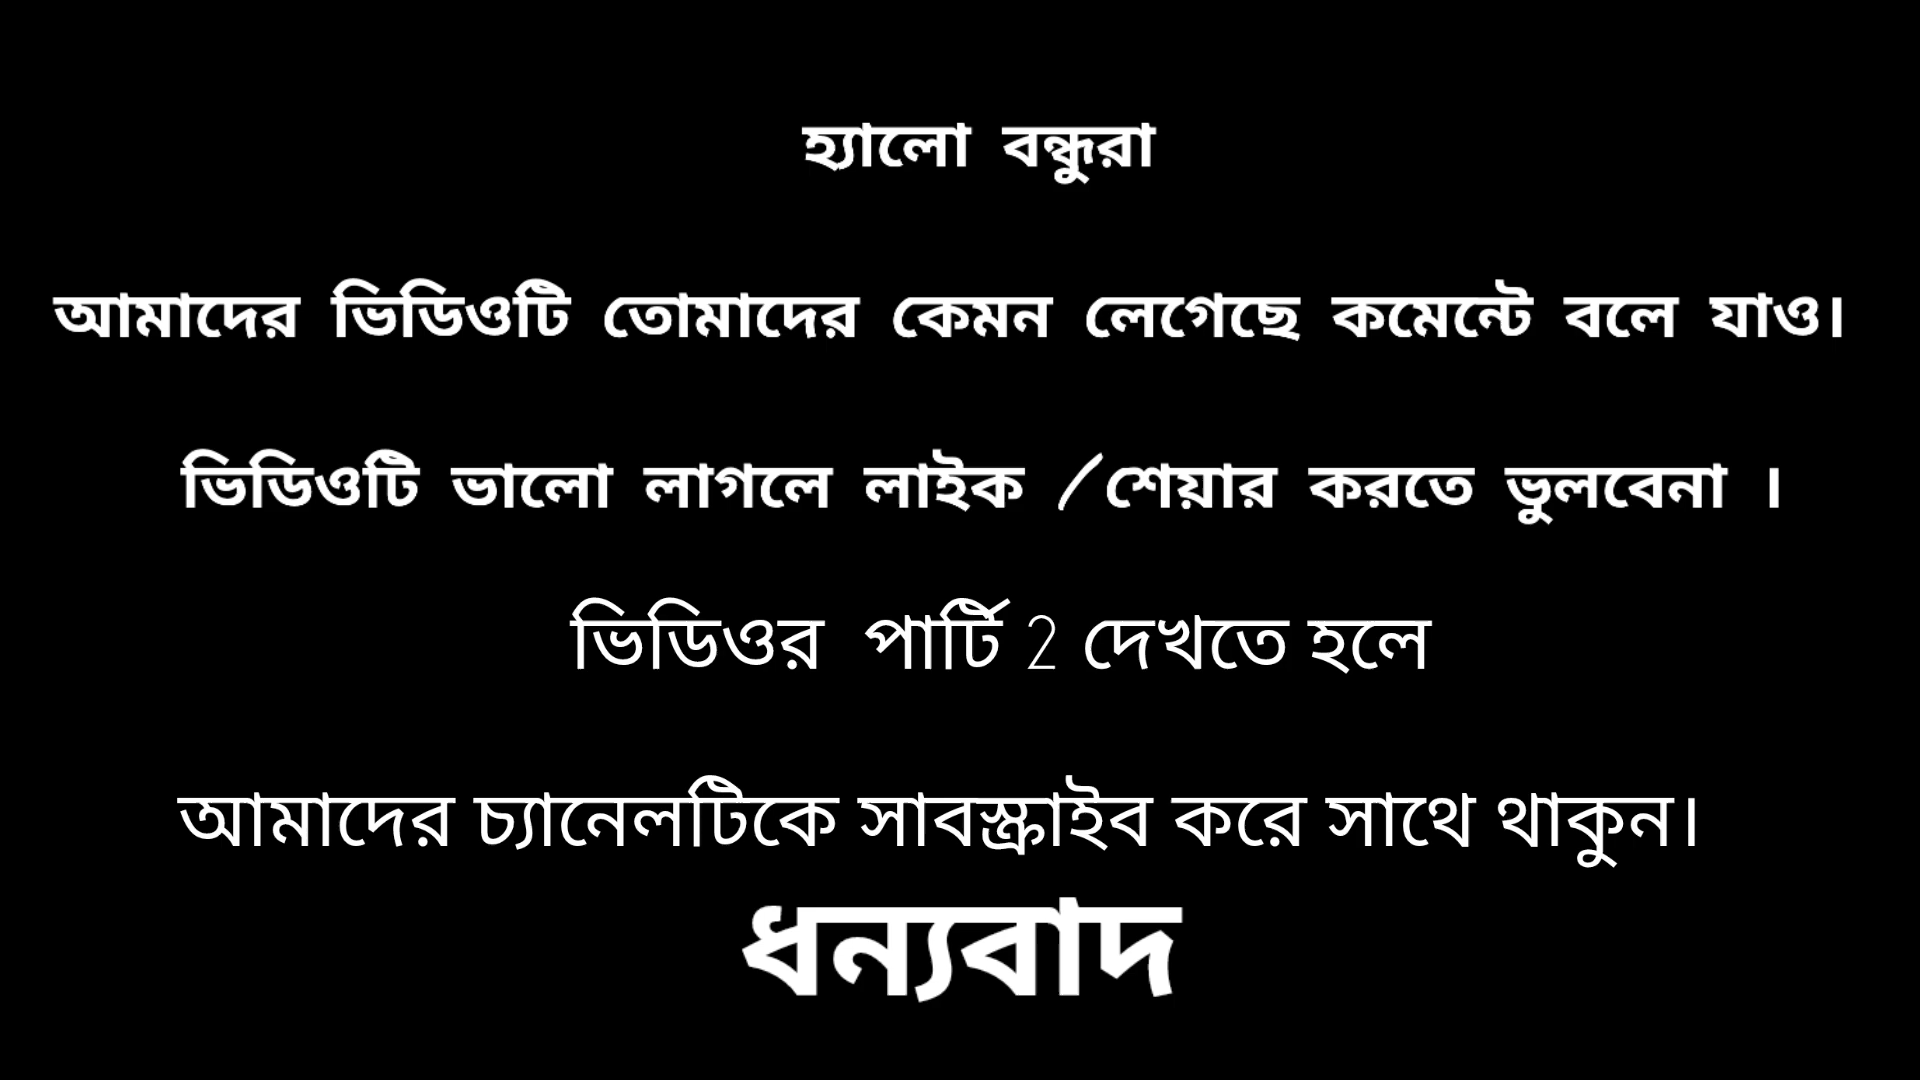 হ্যালো বন্ধুরা
আমাদের ভিডিওটি তোমাদের কেমন লেগেছে কমেন্টে বলে যাও।
ভিডিওটি ভালো লাগলে লাইক / শেয়ার করতে ভুলবেনা ।
ভিডিওর পার্টি 2 দেখতে হলে
আমাদের চ্যানেলটিকে সাবস্ক্রাইব করে সাথে থাকুন।
ধন্যবাদ